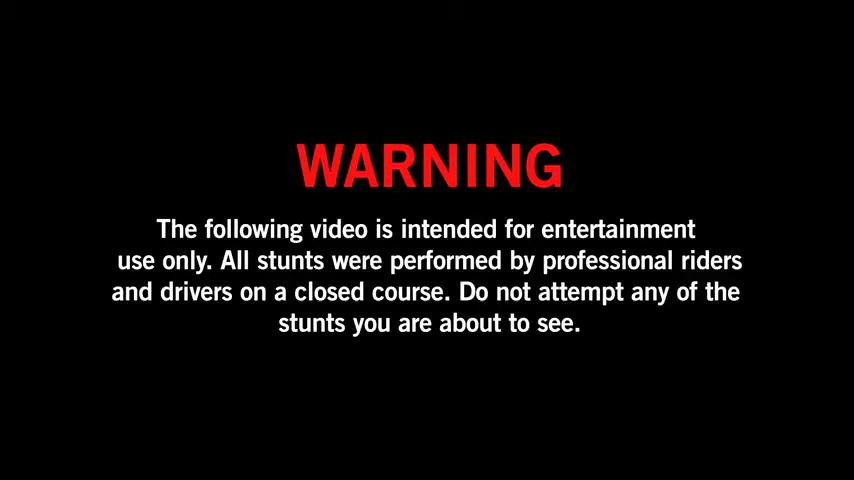 WARNING
The following video is intended for entertainment
use only. All stunts were performed by professional riders
and drivers on a closed course. Do not attempt any of the
stunts you are about to see.